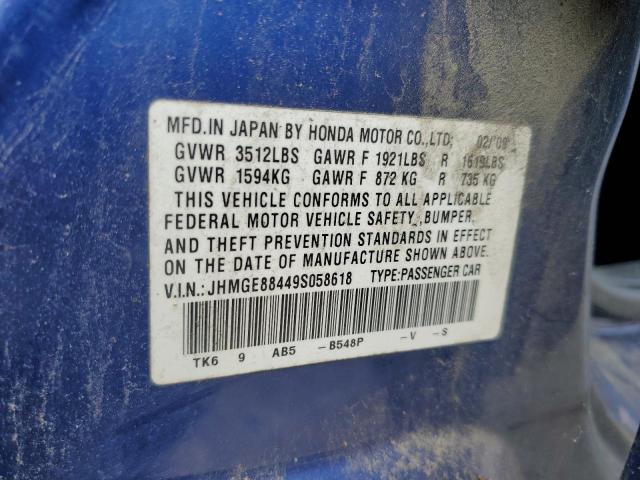 MFD.IN JAPAN BY HONDA MOTOR CO.,LTD; 02/09
GVWR 3512LBS GAWR F 1921LBS R 1619LBS
GVWR 1594KG GAWR F 872 KG R 735 KG
THIS VEHICLE CONFORMS TO ALL APPLICABLE
FEDERAL MOTOR VEHICLE SAFETY, BUMPER,
AND THEFT PREVENTION STANDARDS IN EFFECT
ON THE DATE OF MANUFACTURE SHOWN ABOVE.
V.I.N.:JHMGE88449S058618 TYPE:PASSENGER CAR
TK6 9 AB5 -B548P -V -S